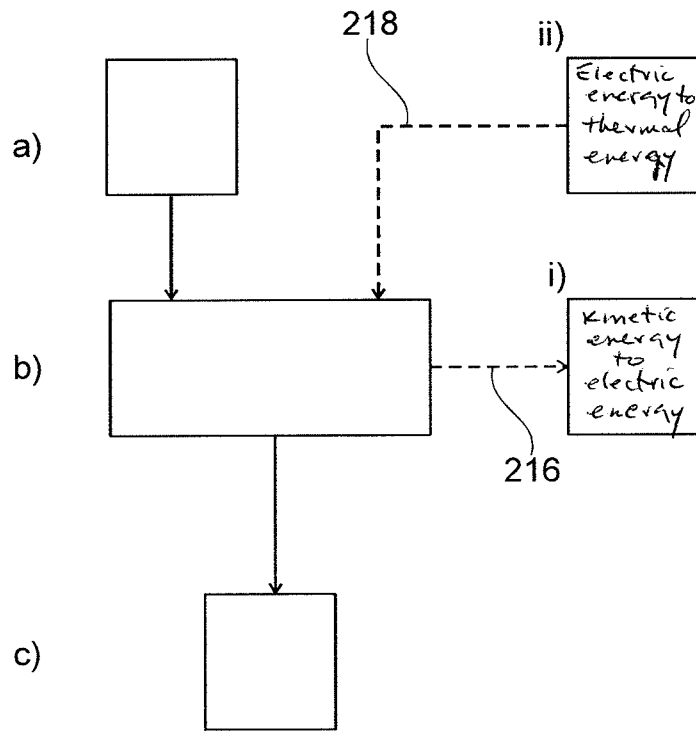 218
ii)
Electric
energy to
thermal
energy
a)
i)
Kinetic
energy
to
electric
energy
b)
216
c)